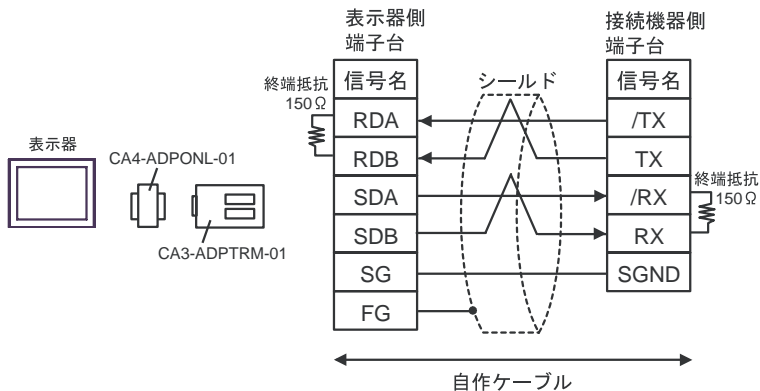 表示器側
端子台
接続機器側
端子台
終端抵抗
150Ω
信号名
シールド
信号名
RDA
/TX
RDB
TX
表示器
CA4-ADPONL-01
SDA
/RX
終端抵抗
150Ω
SDB
RX
CA3-ADPTRM-01
SG
SGND
FG
自作ケーブル